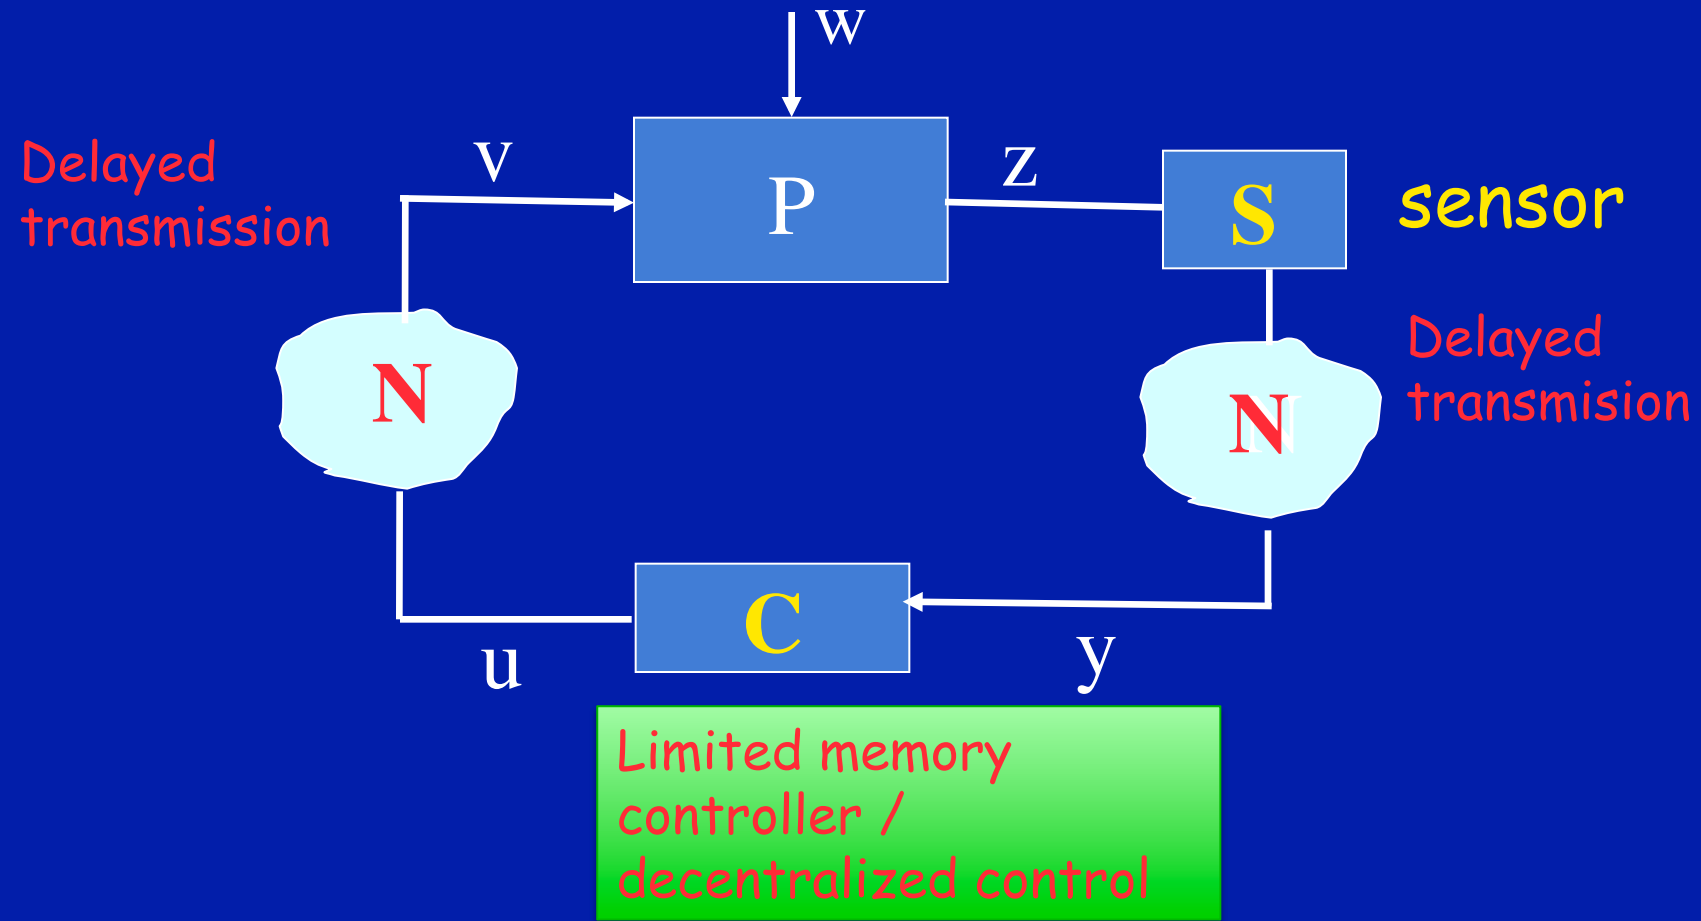 w
Delayed
transmission
v
P
z
S
sensor
N
Delayed
transmision
N
C
u
y
Limited memory
controller /
decentralized control